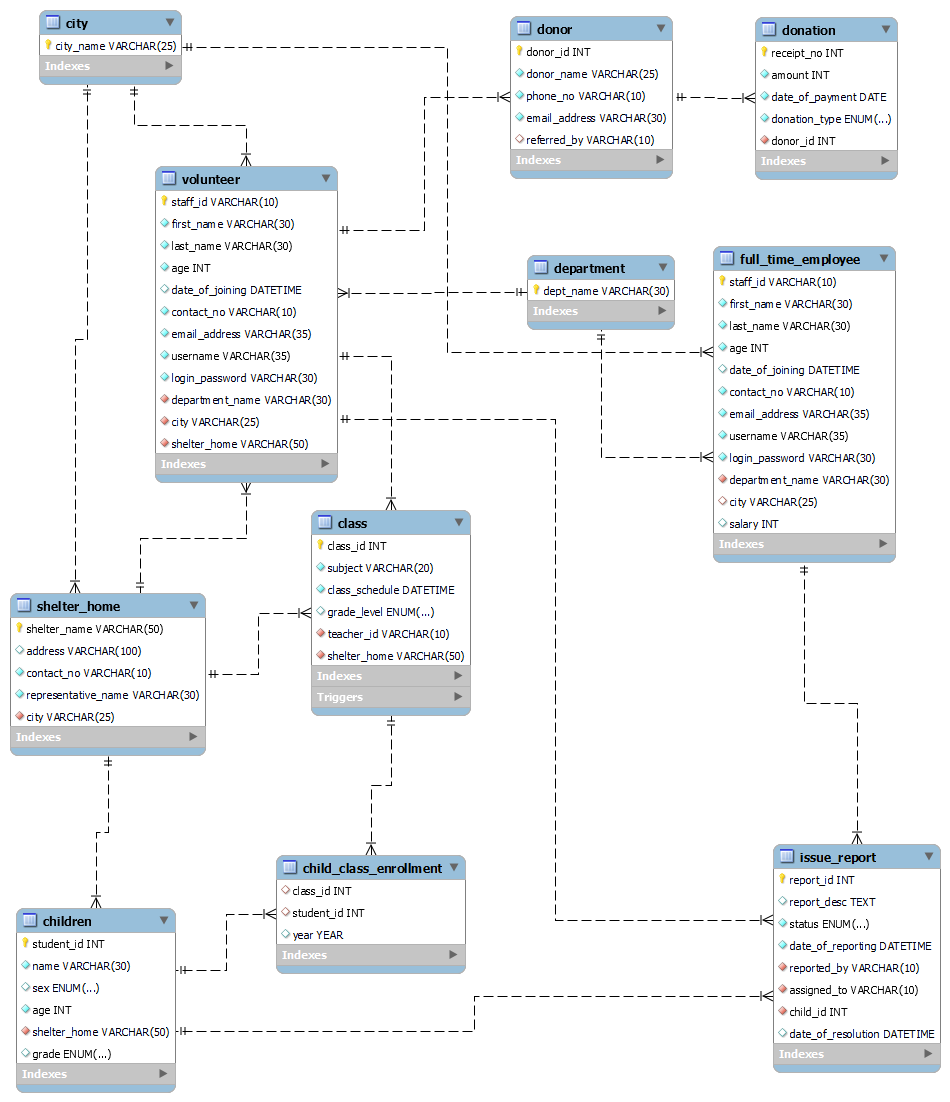 city
city_name VARCHAR(25)
Indexes
donor
donor_id INT
donor_name VARCHAR(25)
phone_no VARCHAR(10)
email_address VARCHAR(30)
referred_by VARCHAR(10)
Indexes
donation
receipt_no INT
amount INT
date_of_payment DATE
donation_type ENUM(...)
donor_id INT
Indexes
volunteer
staff_id VARCHAR(10)
first_name VARCHAR(30)
last_name VARCHAR(30)
age INT
date_of_joining DATETIME
contact_no VARCHAR(10)
email_address VARCHAR(35)
username VARCHAR(35)
login_password VARCHAR(30)
department_name VARCHAR(30)
city VARCHAR(25)
shelter_home VARCHAR(50)
Indexes
department
dept_name VARCHAR(30)
Indexes
full_time_employee
staff_id VARCHAR(10)
first_name VARCHAR(30)
last_name VARCHAR(30)
age INT
date_of_joining DATETIME
contact_no VARCHAR(10)
email_address VARCHAR(35)
username VARCHAR(35)
login_password VARCHAR(30)
department_name VARCHAR(30)
city VARCHAR(25)
salary INT
Indexes
class
class_id INT
subject VARCHAR(20)
class_schedule DATETIME
grade_level ENUM(...)
teacher_id VARCHAR(10)
shelter_home VARCHAR(50)
Indexes
Triggers
shelter_home
shelter_name VARCHAR(50)
address VARCHAR(100)
contact_no VARCHAR(10)
representative_name VARCHAR(30)
city VARCHAR(25)
Indexes
child_class_enrollment
class_id INT
student_id INT
year YEAR
Indexes
issue_report
report_id INT
report_desc TEXT
status ENUM(...)
date_of_reporting DATETIME
reported_by VARCHAR(10)
assigned_to VARCHAR(10)
child_id INT
date_of_resolution DATETIME
Indexes
children
student_id INT
name VARCHAR(30)
sex ENUM(...)
age INT
shelter_home VARCHAR(50)
grade ENUM(...)
Indexes